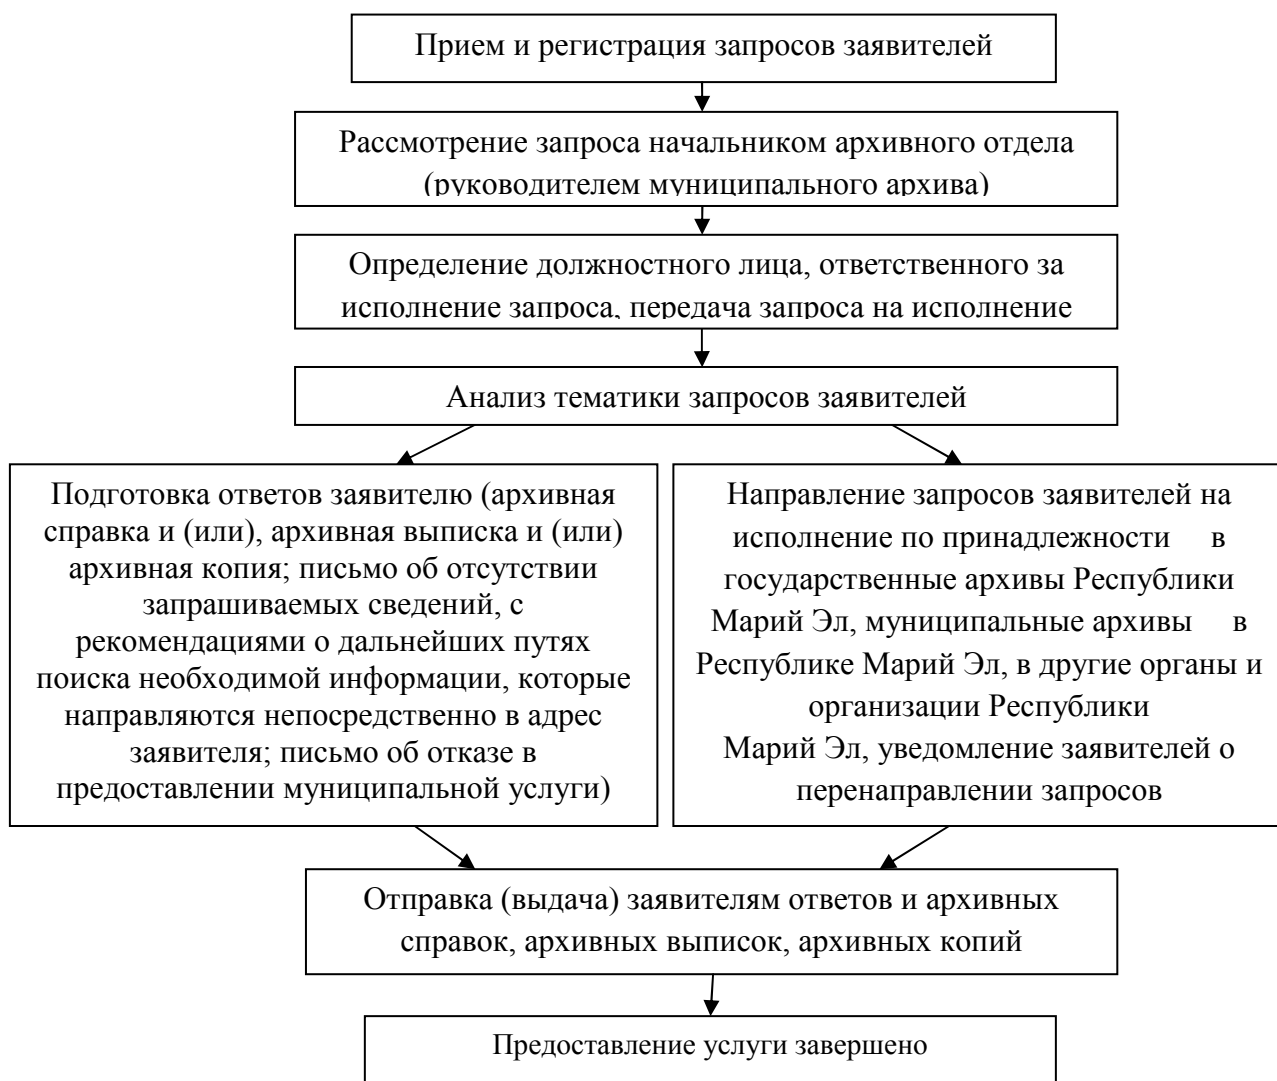 Прием и регистрация запросов заявителей
Рассмотрение запроса начальником архивного отдела
(руководителем муниципального архива)
Определение должностного лица, ответственного за
исполнение запроса, передача запроса на исполнение
Анализ тематики запросов заявителей
Подготовка ответов заявителю (архивная
справка и (или), архивная выписка и (или)
архивная копия; письмо об отсутствии
запрашиваемых сведений, с
рекомендациями о дальнейших путях
поиска необходимой информации, которые
направляются непосредственно в адрес
заявителя; письмо об отказе в
предоставлении муниципальной услуги)
Направление запросов заявителей на
исполнение по принадлежности в
государственные архивы Республики
Марий Эл, муниципальные архивы в
Республике Марий Эл, в другие органы и
организации Республики
Марий Эл, уведомление заявителей о
перенаправлении запросов
Отправка (выдача) заявителям ответов и архивных
справок, архивных выписок, архивных копий
Предоставление услуги завершено